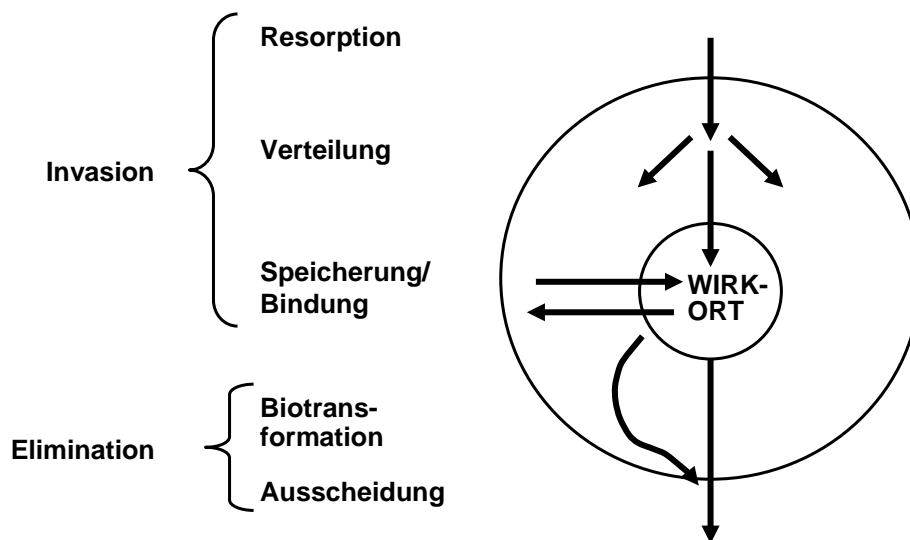 Resorption
Verteilung
Invasion
Speicherung/
Bindung
WIRK-
ORT
Biotrans-
formation
Elimination
Ausscheidung